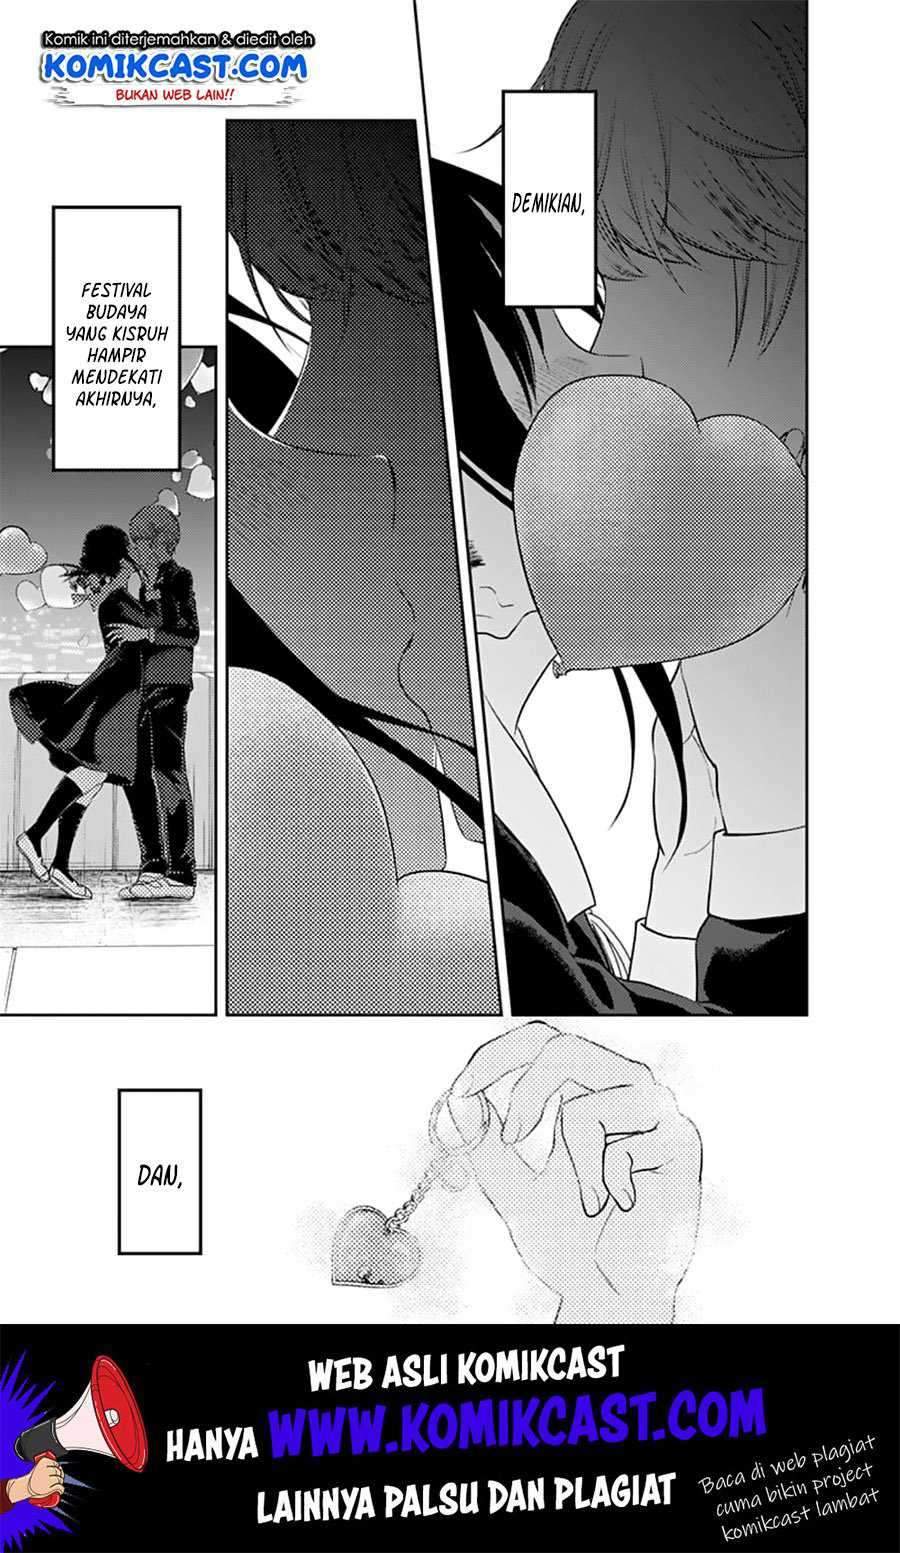 Komik ini diterjemahkan & diedit oleh
KOMIKCAST.COM
BUKAN WEB LAIN!!
DEMIKIAN,
FESTIVAL
BUDAYA
YANG KISRUH
HAMPIR
MENDEKATI
AKHIRNYA,
DAN,
WEB ASLI KOMIKCAST
HANYA WWW.KOMIKCAST.COM
LAINNYA PALSU DAN PLAGIAT
Baca di web plagiat
cuma bikin project
komikcast lambat